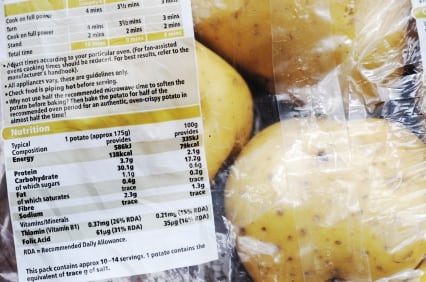 4 mins 3½ mins 3 mins
Cook on full power
Turn 4 mins 3½ mins 3 mins
Cook on full power 2 mins 2 mins 2 mins
Stand
Total time
• Adjust times according to your particular oven. (For fan-assisted
ovens cooking times should be reduced. For best results, refer to the
manufacturer's handbook).
• All appliances vary, these are guidelines only.
• Check food is piping hot before serving.
• Why not use half the recommended microwave time to soften the
potato before baking? Then bake the potato for half of the
recommended oven period for an authentic, oven-crispy potato in
almost half the time!
Nutrition
Typical 1 potato (approx 175g) 100g
Composition provides provides
Energy 586kJ 335kJ
138kcal 79kcal
Protein 3.7g 2.1g
Carbohydrate 30.1g 17.2g
of which sugars 1.1g 0.6g
Fat 0.4g 0.2g
of which saturates trace trace
Fibre 2.3g 1.3g
Sodium trace trace
Vitamins/Minerals
Thiamin (Vitamin B1) 0.37mg (26% RDA) 0.21mg (15% RDA)
Folic Acid 61µg (31% RDA) 35µg RDA)
RDA = Recommended Daily Allowance.
This pack contains approx 10-14 servings. 1 potato contains the
equivalent of trace g of salt.